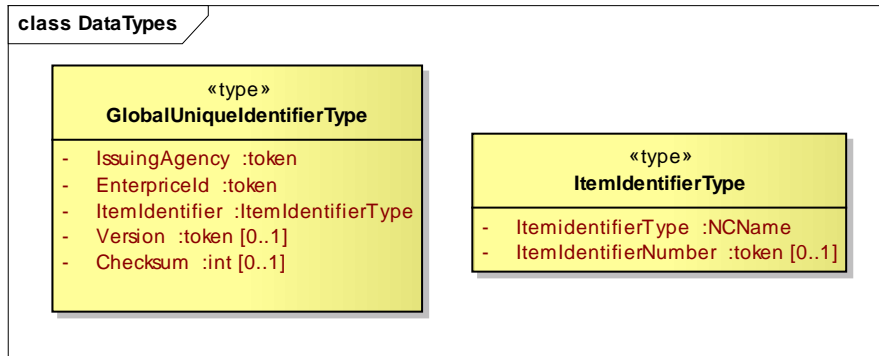 class DataTypes
«type»
GlobalUniqueIdentifierType
- IssuingAgency :token
- EnterpriceId :token
- ItemIdentifier :ItemIdentifierType
- Version :token [0..1]
- Checksum :int [0..1]
«type»
ItemIdentifierType
- ItemidentifierType :NCName
- ItemIdentifierNumber :token [0..1]